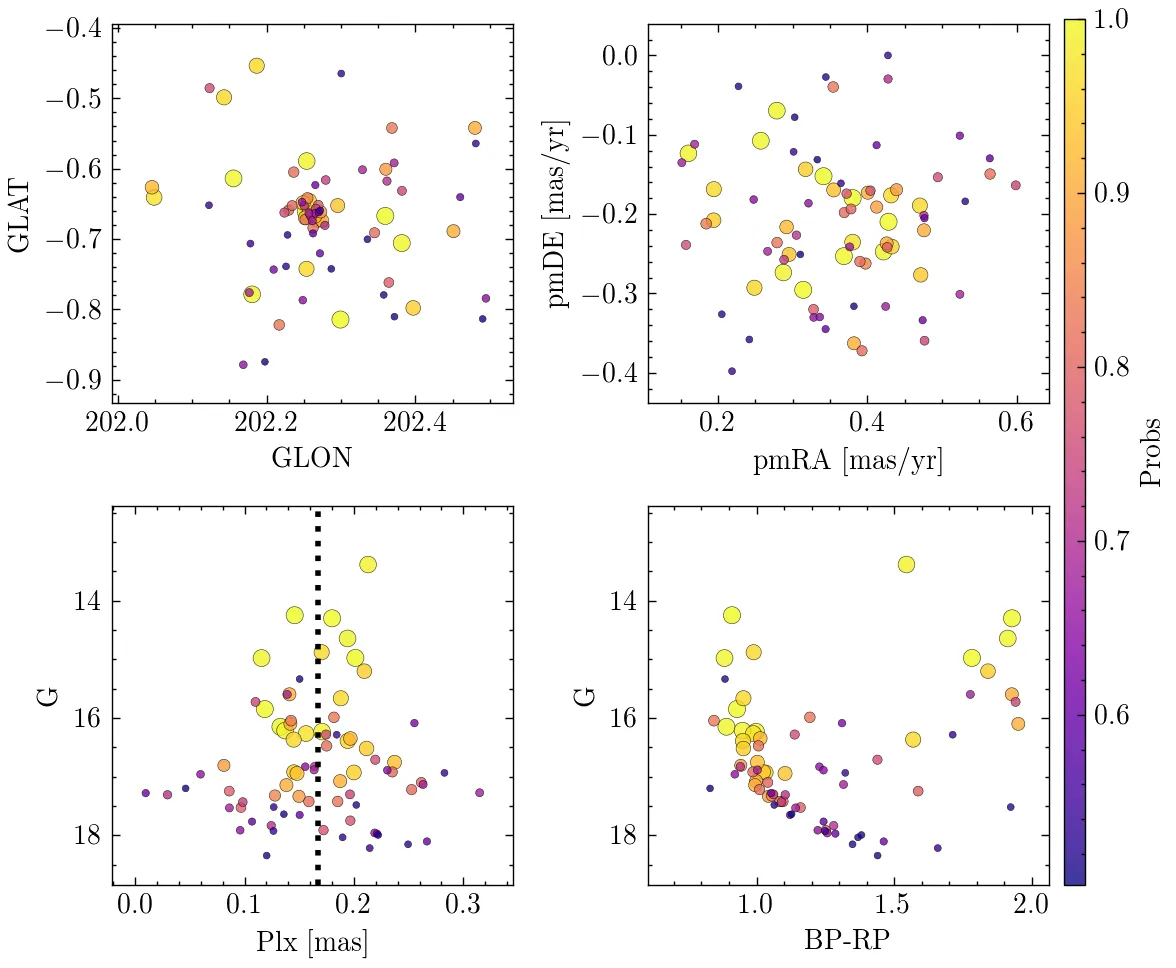 −0.4
−0.5
−0.6
−0.7
−0.8
−0.9
GLAT
202.0 202.2 202.4
GLON
0.0
−0.1
−0.2
−0.3
−0.4
pmDE [mas/yr]
0.2 0.4 0.6
pmRA [mas/yr]
14
16
18
G
0.0 0.1 0.2 0.3
Plx [mas]
14
16
18
G
1.0 1.5 2.0
BP-RP
1.0
0.9
0.8
0.7
0.6
Probs